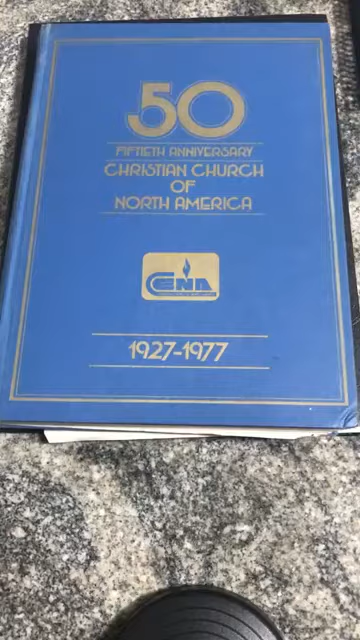 50
FIFTIETH ANNIVERSARY
CHRISTIAN CHURCH
OF
NORTH AMERICA
CCNA
1927-1977